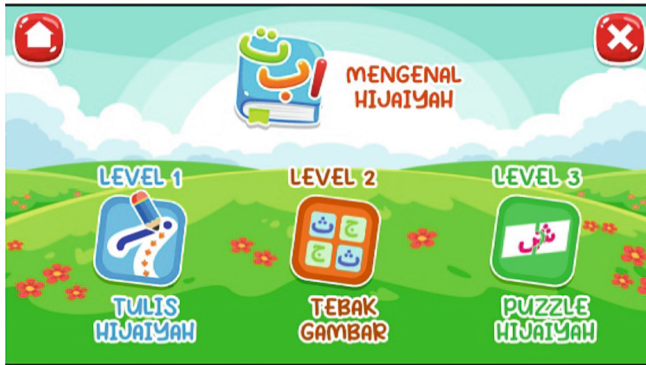 ا ب ت
MENGENAL
HIJAIYAH
LEVEL 1
LEVEL 2
LEVEL 3
ث ج
ج ث
TULIS
HIJAIYAH
TEBAK
GAMBAR
PUZZLE
HIJAIYAH